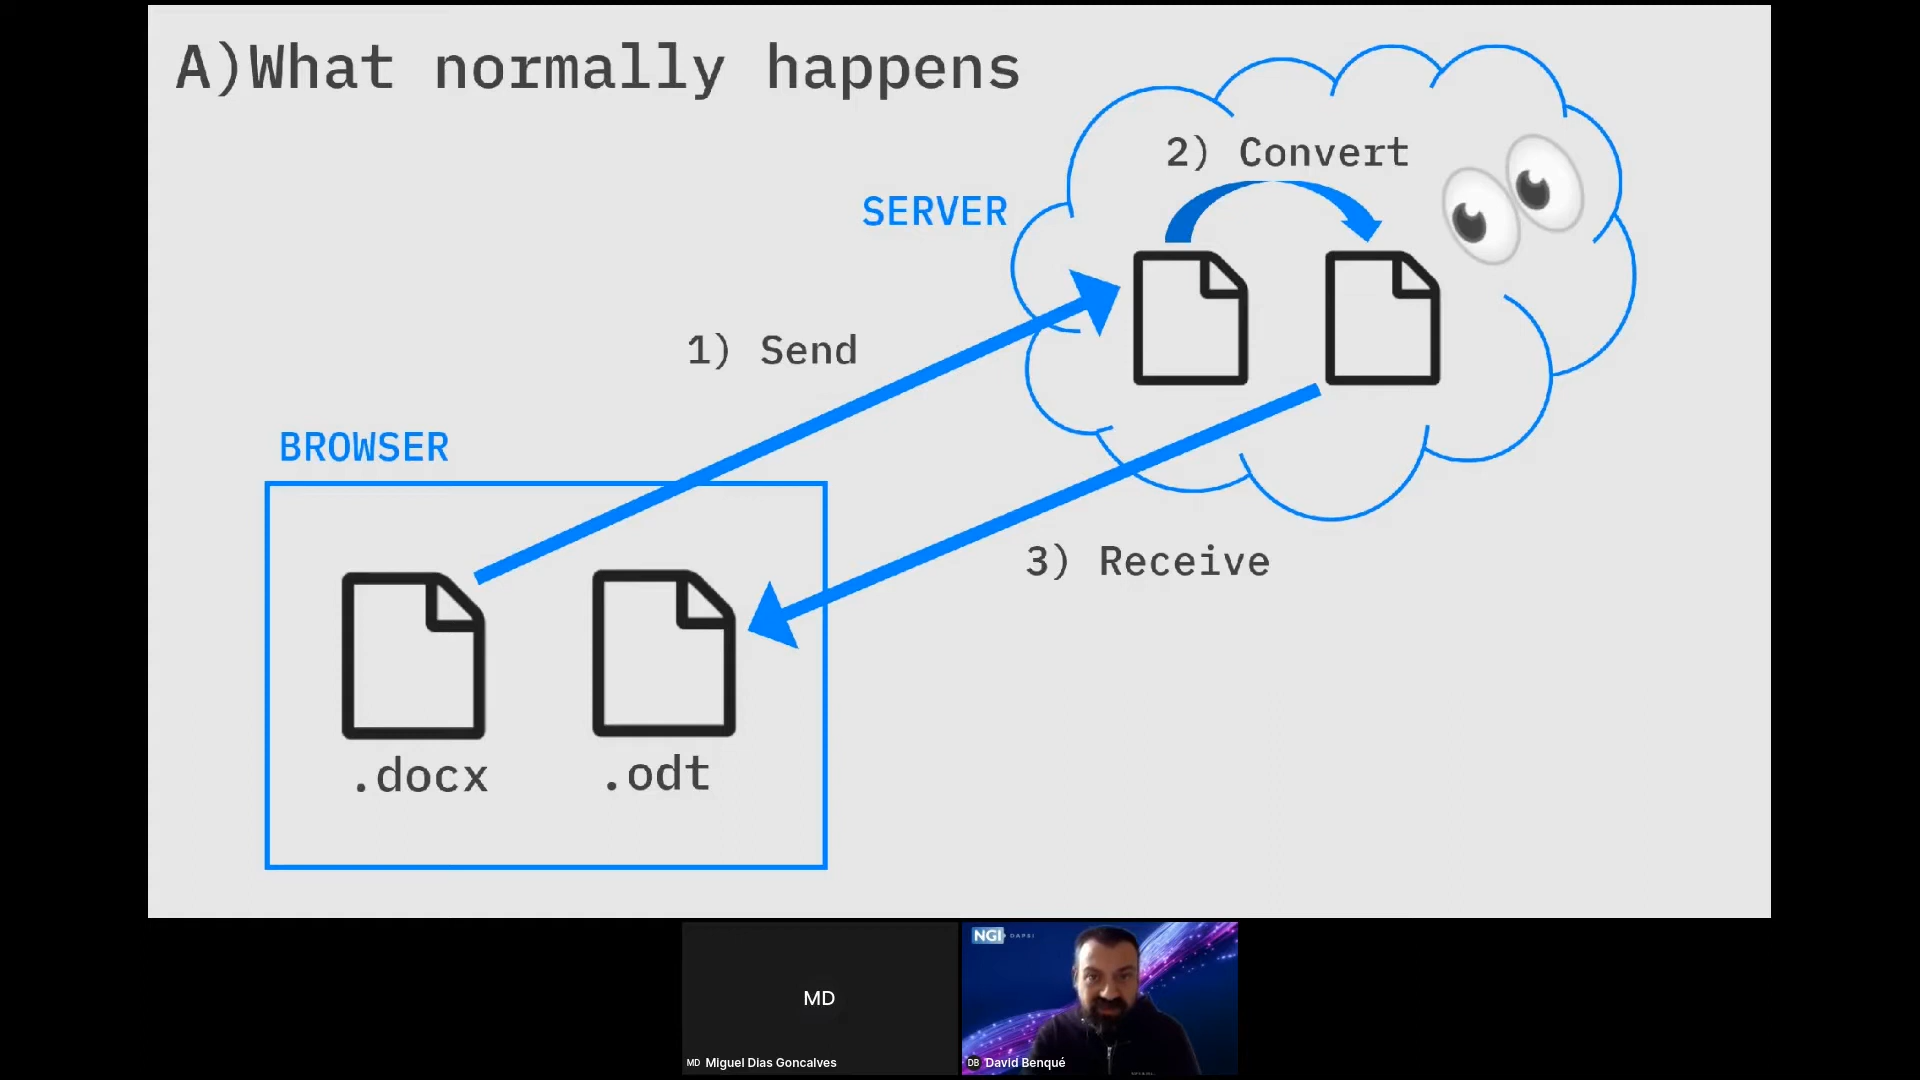 A)What normally happens
2) Convert
SERVER
1) Send
BROWSER
3) Receive
.docx
.odt
NGI DAPSI
MD
MD Miguel Dias Goncalves
DB David Benqué